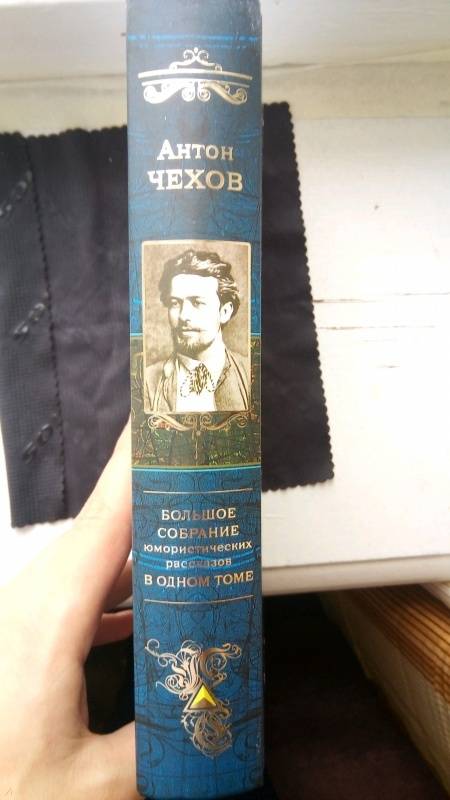 Антон
ЧЕХОВ
БОЛЬШОЕ
СОБРАНИЕ
юмористических
рассказов
В ОДНОМ ТОМЕ